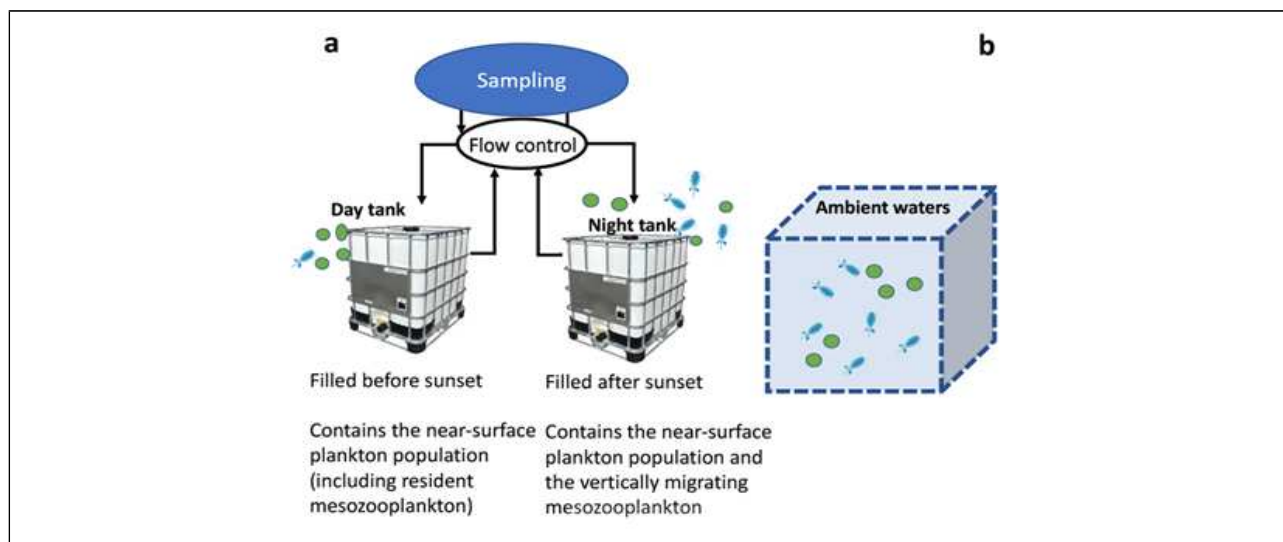 a
b
Sampling
Flow control
Day tank
Night tank
Ambient waters
Filled before sunset
Contains the near-surface
plankton population
(including resident
mesozooplankton)
Filled after sunset
Contains the near-surface
plankton population and
the vertically migrating
mesozooplankton